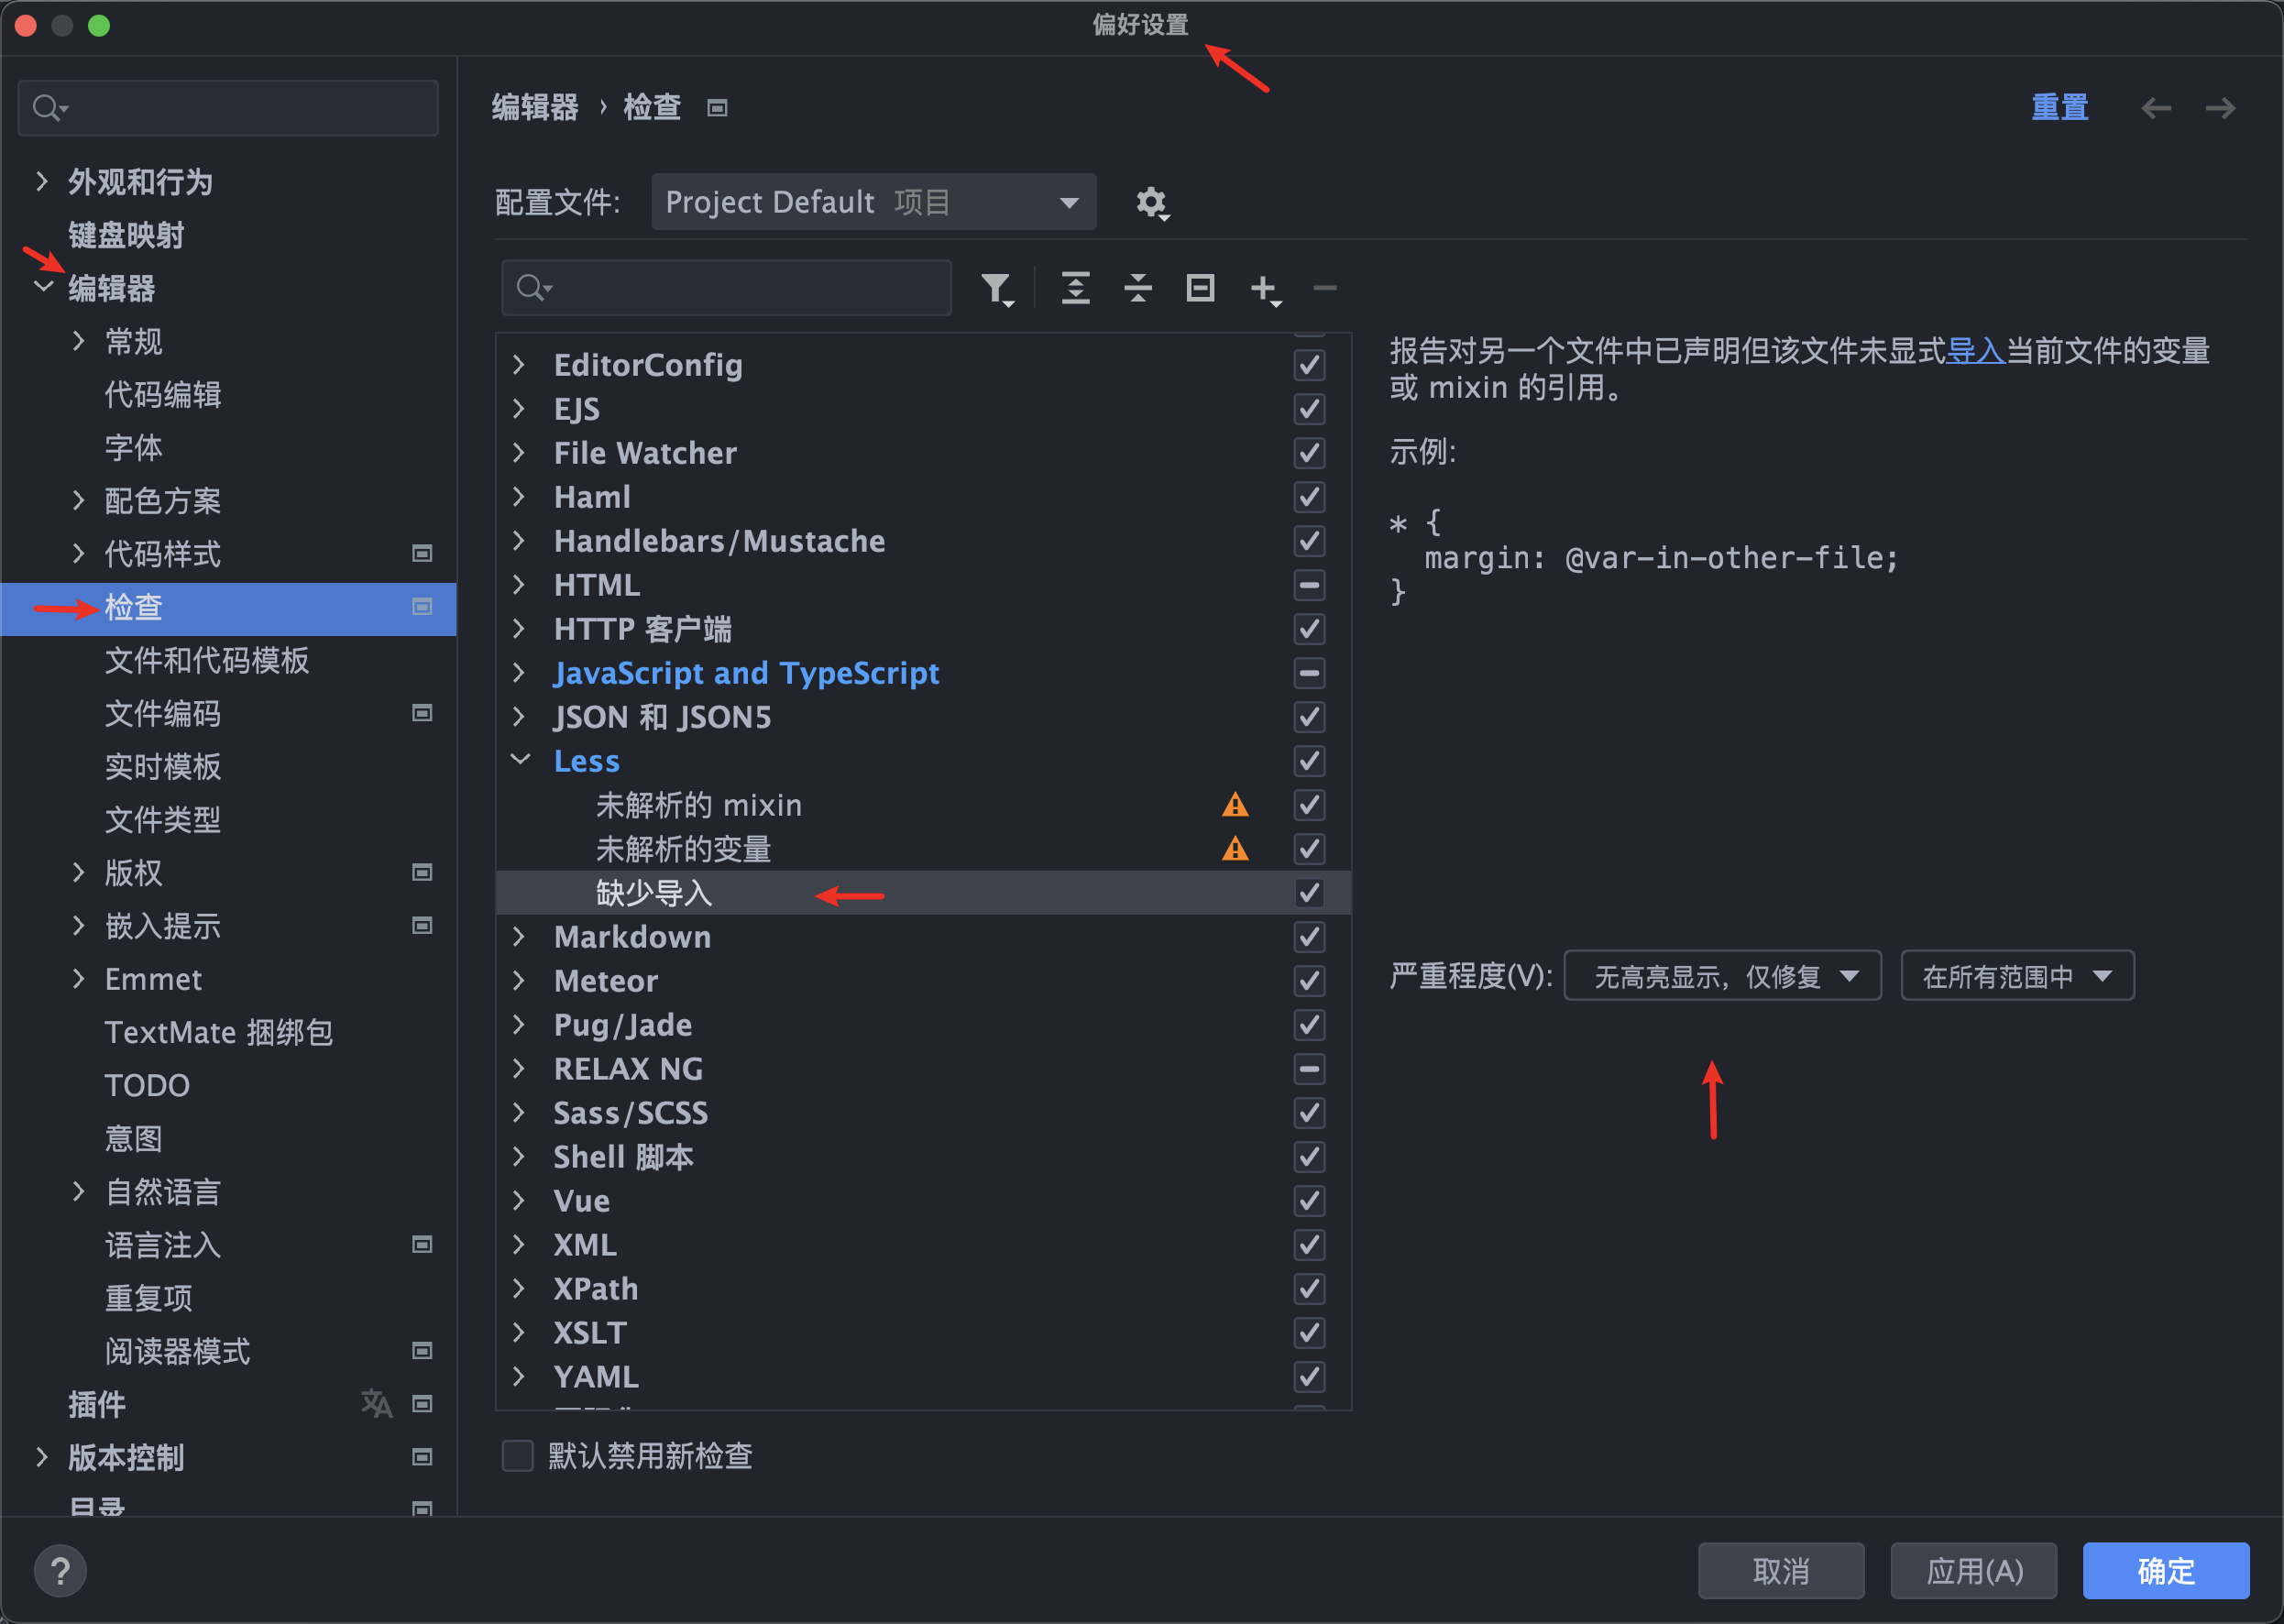 偏好设置
外观和行为
键盘映射
编辑器
常规
代码编辑
字体
配色方案
代码样式
检查
文件和代码模板
文件编码
实时模板
文件类型
版权
嵌入提示
Emmet
TextMate 捆绑包
TODO
意图
自然语言
语言注入
重复项
阅读器模式
插件
版本控制
目录
编辑器 › 检查
重置
配置文件: Project Default 项目
EditorConfig
EJS
File Watcher
Haml
Handlebars/Mustache
HTML
HTTP 客户端
JavaScript and TypeScript
JSON 和 JSON5
Less
未解析的 mixin
未解析的变量
缺少导入
Markdown
Meteor
Pug/Jade
RELAX NG
Sass/SCSS
Shell 脚本
Vue
XML
XPath
XSLT
YAML
默认禁用新检查
报告对另一个文件中已声明但该文件未显式导入当前文件的变量
或 mixin 的引用。
示例:
* {
margin: @var-in-other-file;
}
严重程度(V): 无高亮显示，仅修复 在所有范围中
?
取消
应用(A)
确定